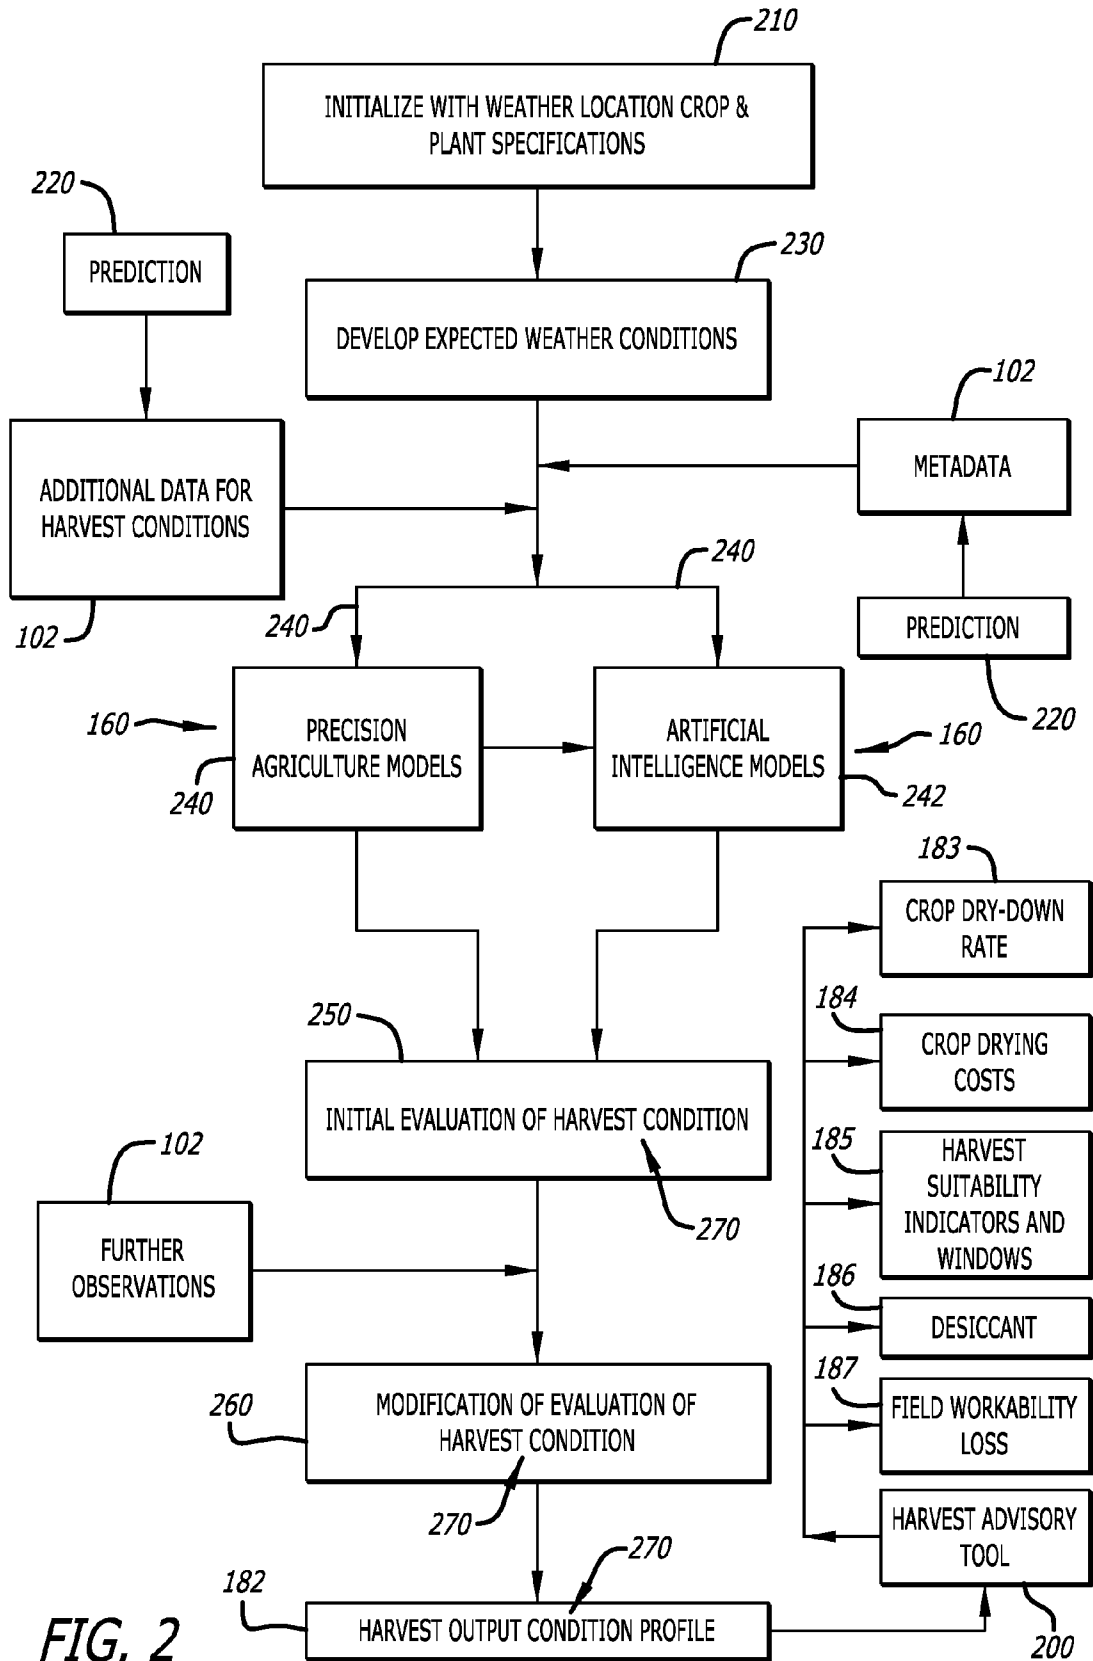 210
INITIALIZE WITH WEATHER LOCATION CROP &
PLANT SPECIFICATIONS
220
PREDICTION
230
DEVELOP EXPECTED WEATHER CONDITIONS
102
METADATA
ADDITIONAL DATA FOR
HARVEST CONDITIONS
102
240
240
PREDICTION
220
160
PRECISION
AGRICULTURE MODELS
240
ARTIFICIAL
INTELLIGENCE MODELS
160
242
183
CROP DRY-DOWN
RATE
184
CROP DRYING
COSTS
250
INITIAL EVALUATION OF HARVEST CONDITION
270
185
HARVEST
SUITABILITY
INDICATORS AND
WINDOWS
102
FURTHER
OBSERVATIONS
186
DESICCANT
187
FIELD WORKABILITY
LOSS
260
MODIFICATION OF EVALUATION OF
HARVEST CONDITION
270
HARVEST ADVISORY
TOOL
200
270
182
HARVEST OUTPUT CONDITION PROFILE
FIG. 2